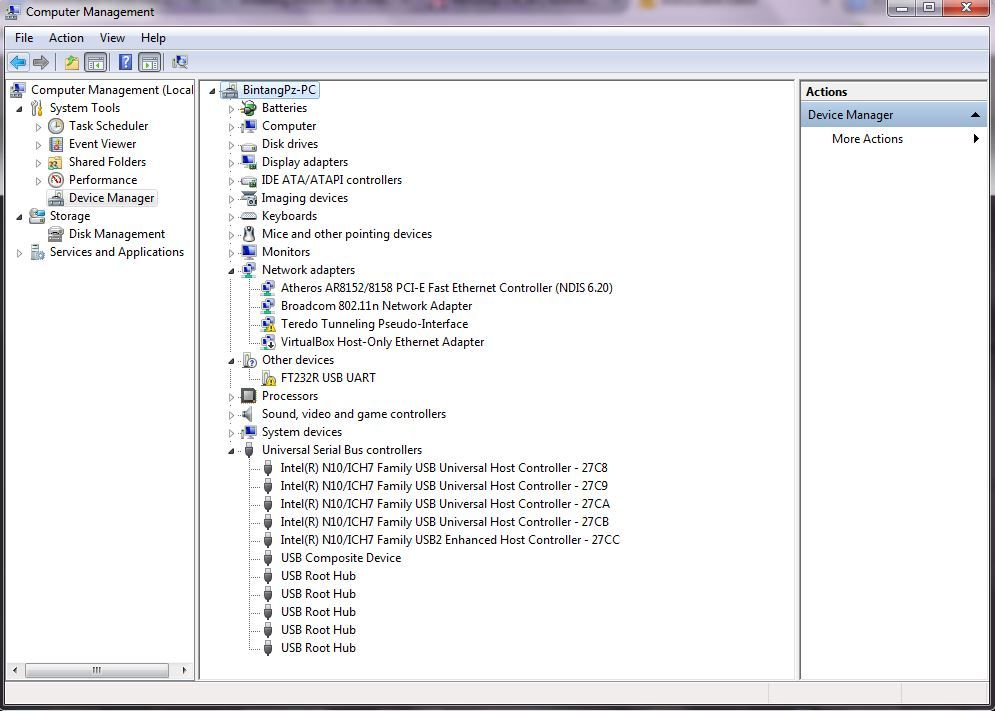 Computer Management
File Action View Help
Computer Management (Local
System Tools
Task Scheduler
Event Viewer
Shared Folders
Performance
Device Manager
Storage
Disk Management
Services and Applications
BintangPz-PC
Batteries
Computer
Disk drives
Display adapters
IDE ATA/ATAPI controllers
Imaging devices
Keyboards
Mice and other pointing devices
Monitors
Network adapters
Atheros AR8152/8158 PCI-E Fast Ethernet Controller (NDIS 6.20)
Broadcom 802.11n Network Adapter
Teredo Tunneling Pseudo-Interface
VirtualBox Host-Only Ethernet Adapter
Other devices
FT232R USB UART
Processors
Sound, video and game controllers
System devices
Universal Serial Bus controllers
Intel(R) N10/ICH7 Family USB Universal Host Controller - 27C8
Intel(R) N10/ICH7 Family USB Universal Host Controller - 27C9
Intel(R) N10/ICH7 Family USB Universal Host Controller - 27CA
Intel(R) N10/ICH7 Family USB Universal Host Controller - 27CB
Intel(R) N10/ICH7 Family USB2 Enhanced Host Controller - 27CC
USB Composite Device
USB Root Hub
USB Root Hub
USB Root Hub
USB Root Hub
USB Root Hub
Actions
Device Manager
More Actions